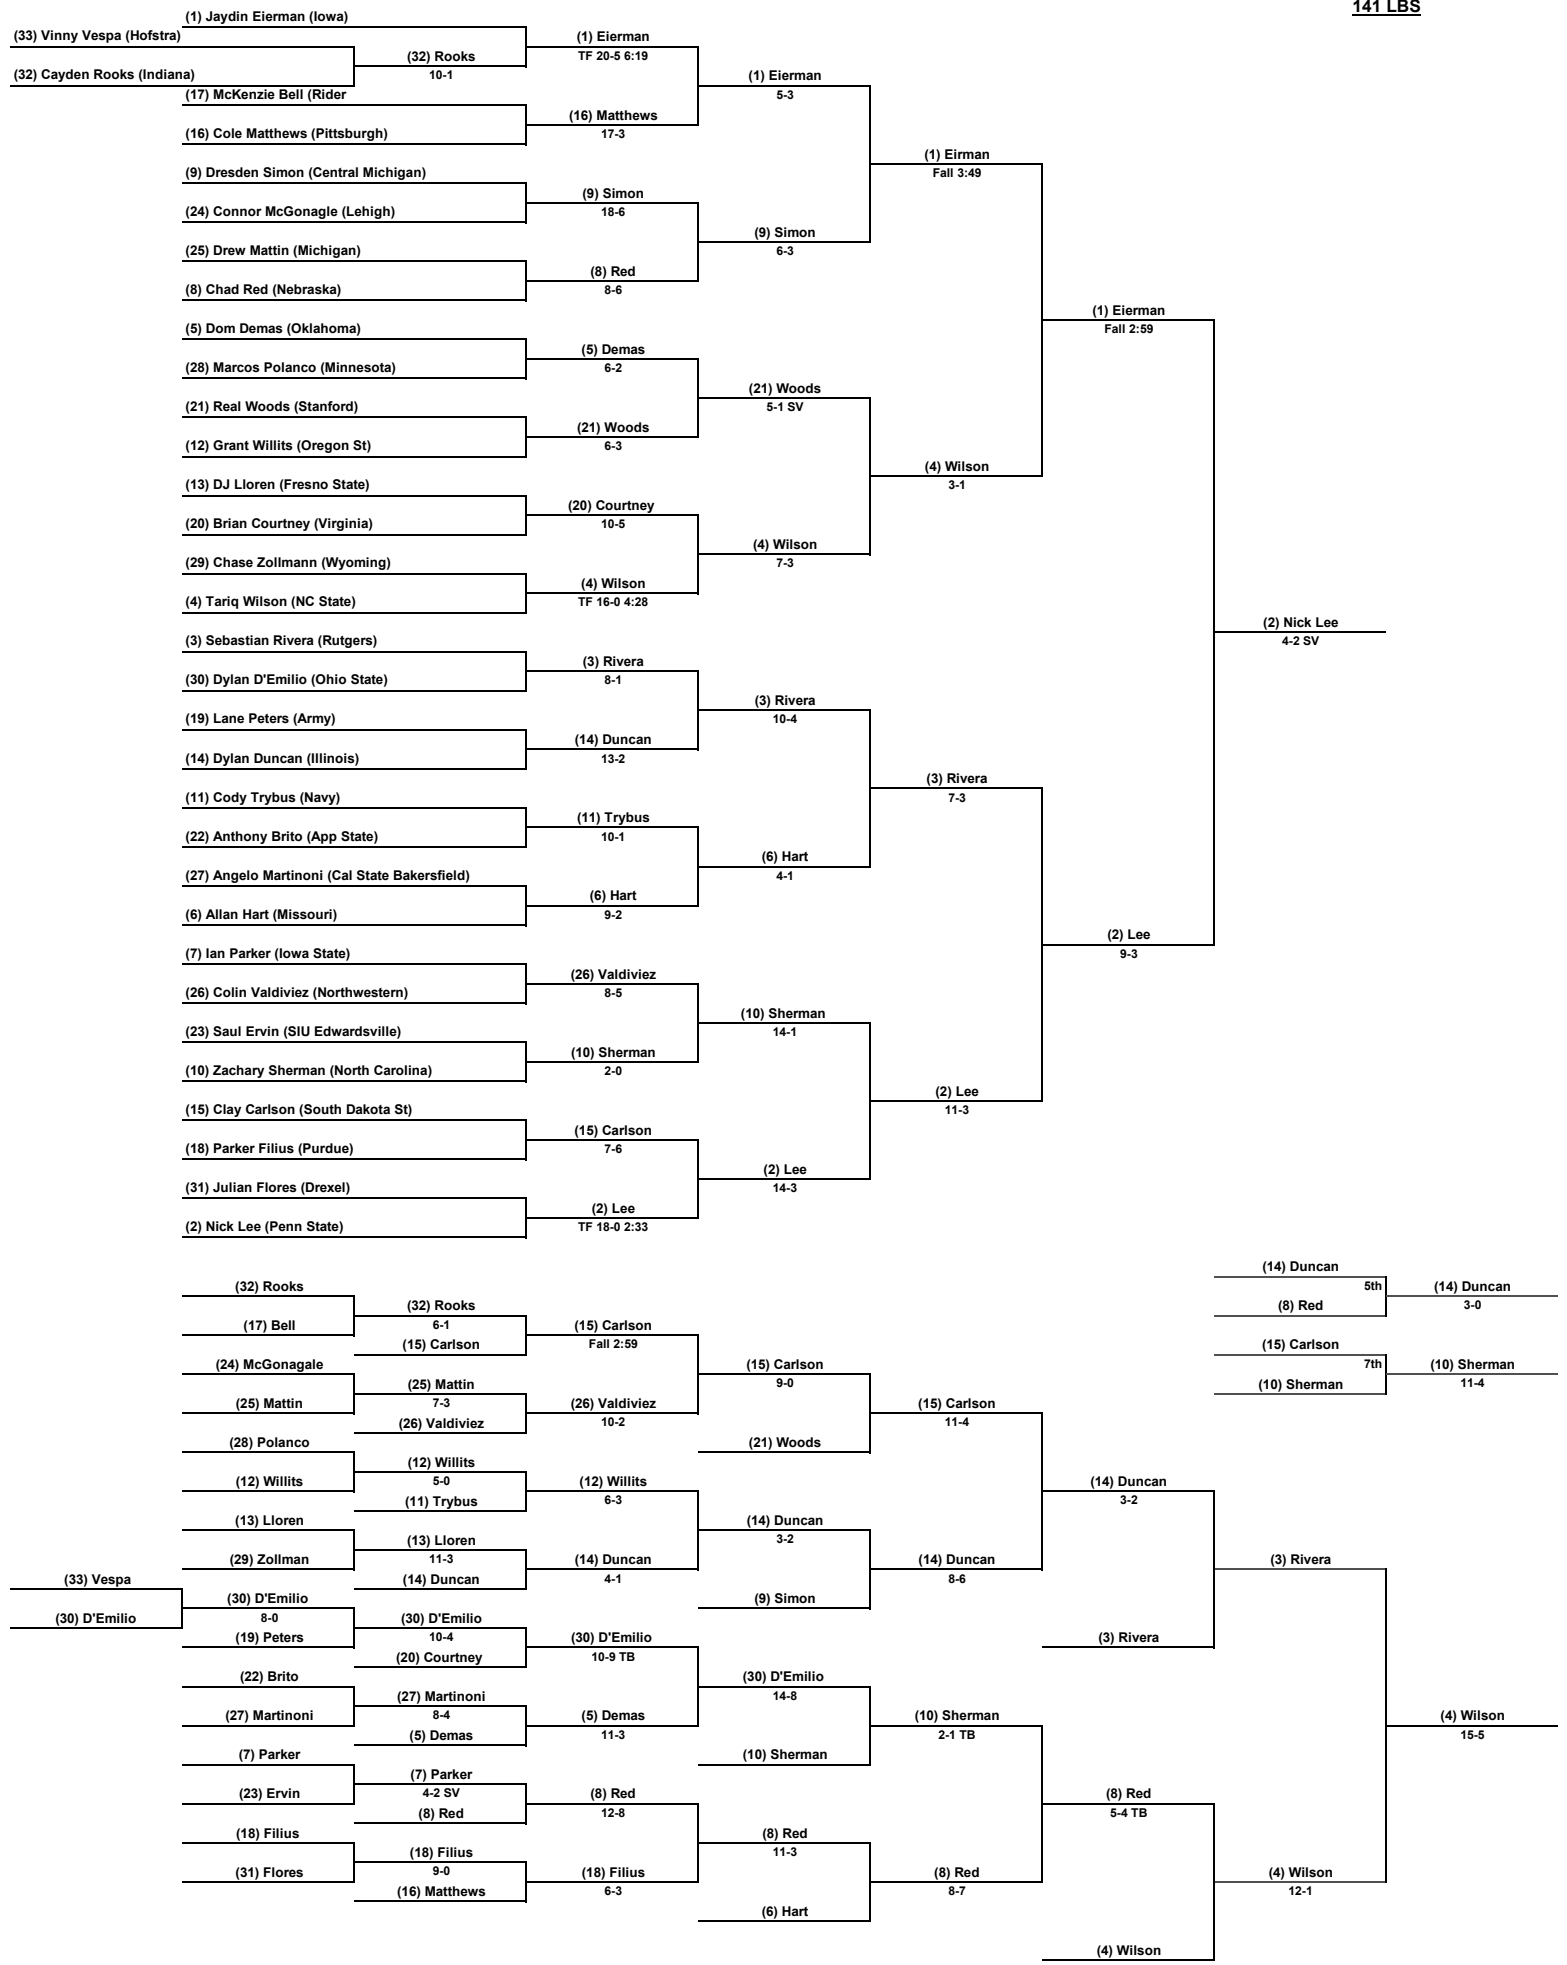 141 LBS
(1) Jaydin Eierman (Iowa)
(33) Vinny Vespa (Hofstra)
(1) Eierman
(32) Rooks
TF 20-5 6:19
(32) Cayden Rooks (Indiana)
10-1
(1) Eierman
(17) McKenzie Bell (Rider
5-3
(16) Matthews
(16) Cole Matthews (Pittsburgh)
17-3
(1) Eirman
(9) Dresden Simon (Central Michigan)
Fall 3:49
(9) Simon
(24) Connor McGonagle (Lehigh)
18-6
(9) Simon
(25) Drew Mattin (Michigan)
6-3
(8) Red
(8) Chad Red (Nebraska)
8-6
(1) Eierman
(5) Dom Demas (Oklahoma)
Fall 2:59
(5) Demas
(28) Marcos Polanco (Minnesota)
6-2
(21) Woods
(21) Real Woods (Stanford)
5-1 SV
(21) Woods
(12) Grant Willits (Oregon St)
6-3
(4) Wilson
(13) DJ Lloren (Fresno State)
3-1
(20) Courtney
(20) Brian Courtney (Virginia)
10-5
(4) Wilson
(29) Chase Zollmann (Wyoming)
7-3
(4) Wilson
(4) Tariq Wilson (NC State)
TF 16-0 4:28
(2) Nick Lee
(3) Sebastian Rivera (Rutgers)
4-2 SV
(3) Rivera
(30) Dylan D'Emilio (Ohio State)
8-1
(3) Rivera
(19) Lane Peters (Army)
10-4
(14) Duncan
(14) Dylan Duncan (Illinois)
13-2
(3) Rivera
(11) Cody Trybus (Navy)
7-3
(11) Trybus
(22) Anthony Brito (App State)
10-1
(6) Hart
(27) Angelo Martinoni (Cal State Bakersfield)
4-1
(6) Hart
(6) Allan Hart (Missouri)
9-2
(2) Lee
(7) Ian Parker (Iowa State)
9-3
(26) Valdiviez
(26) Colin Valdiviez (Northwestern)
8-5
(10) Sherman
(23) Saul Ervin (SIU Edwardsville)
14-1
(10) Sherman
(10) Zachary Sherman (North Carolina)
2-0
(2) Lee
(15) Clay Carlson (South Dakota St)
11-3
(15) Carlson
(18) Parker Filius (Purdue)
7-6
(2) Lee
(31) Julian Flores (Drexel)
14-3
(2) Lee
(2) Nick Lee (Penn State)
TF 18-0 2:33
(14) Duncan
(32) Rooks
5th
(14) Duncan
(32) Rooks
(8) Red
3-0
(17) Bell
6-1
(15) Carlson
(15) Carlson
Fall 2:59
(15) Carlson
(24) McGonagale
(15) Carlson
7th
(10) Sherman
(25) Mattin
9-0
(10) Sherman
11-4
(25) Mattin
7-3
(26) Valdiviez
(15) Carlson
(26) Valdiviez
10-2
11-4
(28) Polanco
(21) Woods
(12) Willits
(12) Willits
5-0
(12) Willits
(14) Duncan
(11) Trybus
6-3
3-2
(13) Lloren
(14) Duncan
(13) Lloren
3-2
(29) Zollman
11-3
(14) Duncan
(14) Duncan
(3) Rivera
(33) Vespa
(14) Duncan
4-1
8-6
(30) D'Emilio
(9) Simon
(30) D'Emilio
8-0
(30) D'Emilio
(19) Peters
10-4
(30) D'Emilio
(3) Rivera
(20) Courtney
10-9 TB
(22) Brito
(30) D'Emilio
(27) Martinoni
14-8
(27) Martinoni
8-4
(5) Demas
(10) Sherman
(4) Wilson
(5) Demas
11-3
2-1 TB
15-5
(7) Parker
(10) Sherman
(7) Parker
(23) Ervin
4-2 SV
(8) Red
(8) Red
(8) Red
12-8
5-4 TB
(18) Filius
(8) Red
(18) Filius
11-3
(31) Flores
9-0
(18) Filius
(8) Red
(4) Wilson
(16) Matthews
6-3
8-7
12-1
(6) Hart
(4) Wilson